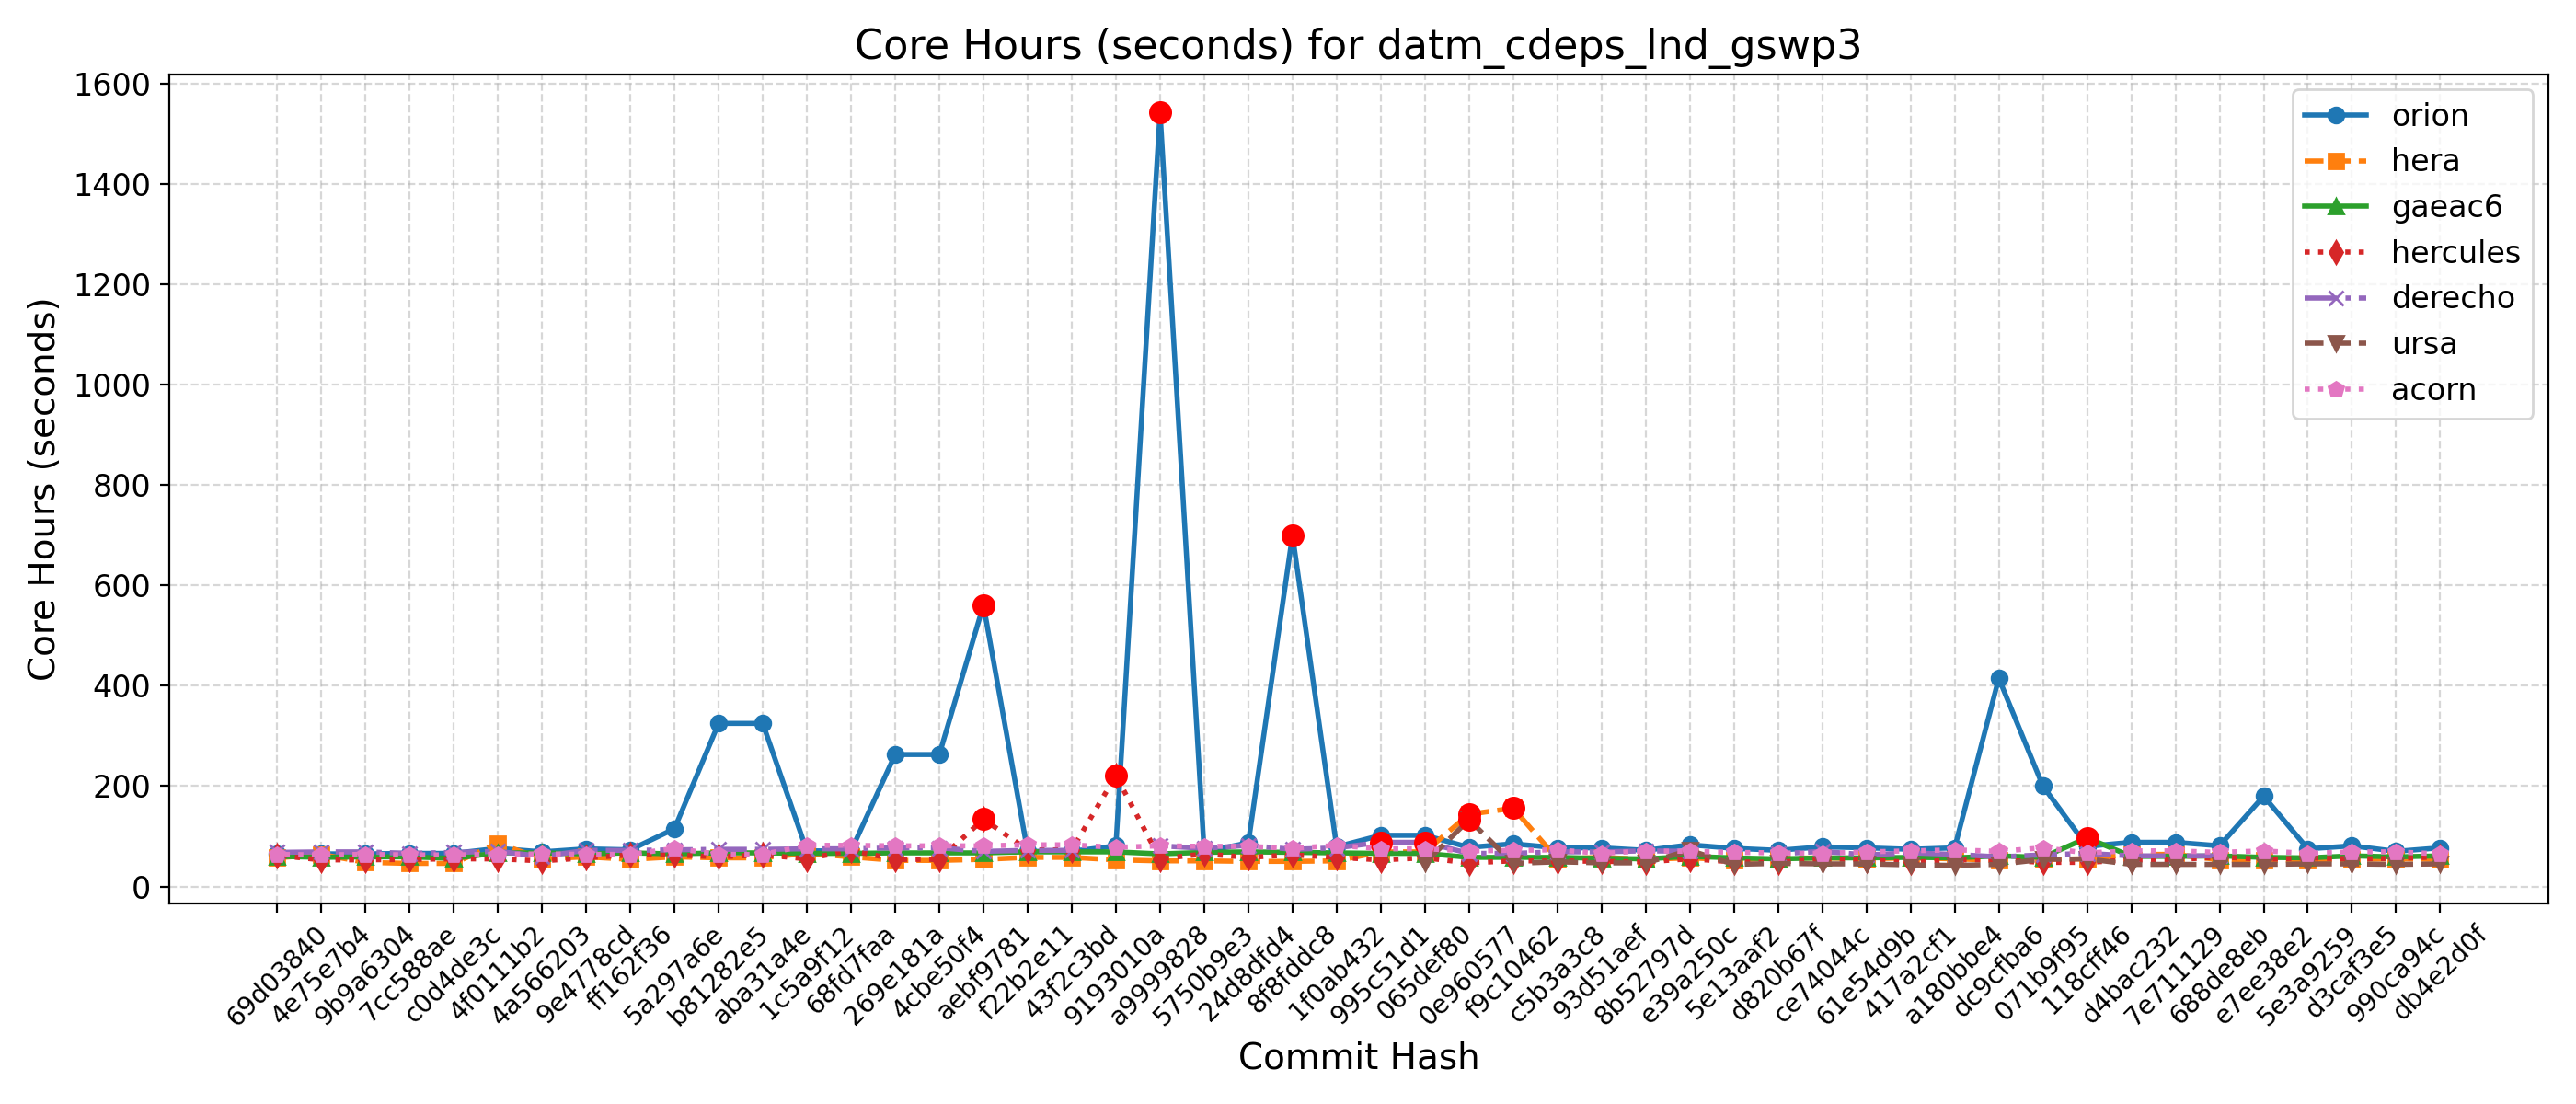 Core Hours (seconds) for datm_cdeps_lnd_gswp3
Core Hours (seconds)
1600
1400
1200
1000
800
600
400
200
0
orion
hera
gaeac6
hercules
derecho
ursa
acorn
69d03840
4e75e7b4
9b9a6304
7cc588ae
c0d4de3c
4f0111b2
4a566203
9e4778cd
ff162f36
5a297a6e
b81282e5
aba31a4e
1c5a9f12
68fd7faa
269e181a
4cbe50f4
aebf9781
f22b2e11
43f2c3bd
9193010a
a9999828
5750b9e3
24d8dfd4
8f8fddc8
1f0ab432
995c51d1
065def80
0e960577
f9c10462
c5b3a3c8
93d51aef
8b52797d
e39a250c
5e13aaf2
d820b67f
ce74044c
61e54d9b
417a2cf1
a180bbe4
dc9cfba6
071b9f95
118cff46
d4bac232
7e711129
688de8eb
e7ee38e2
5e3a9259
d3caf3e5
990ca94c
db4e2d0f
Commit Hash